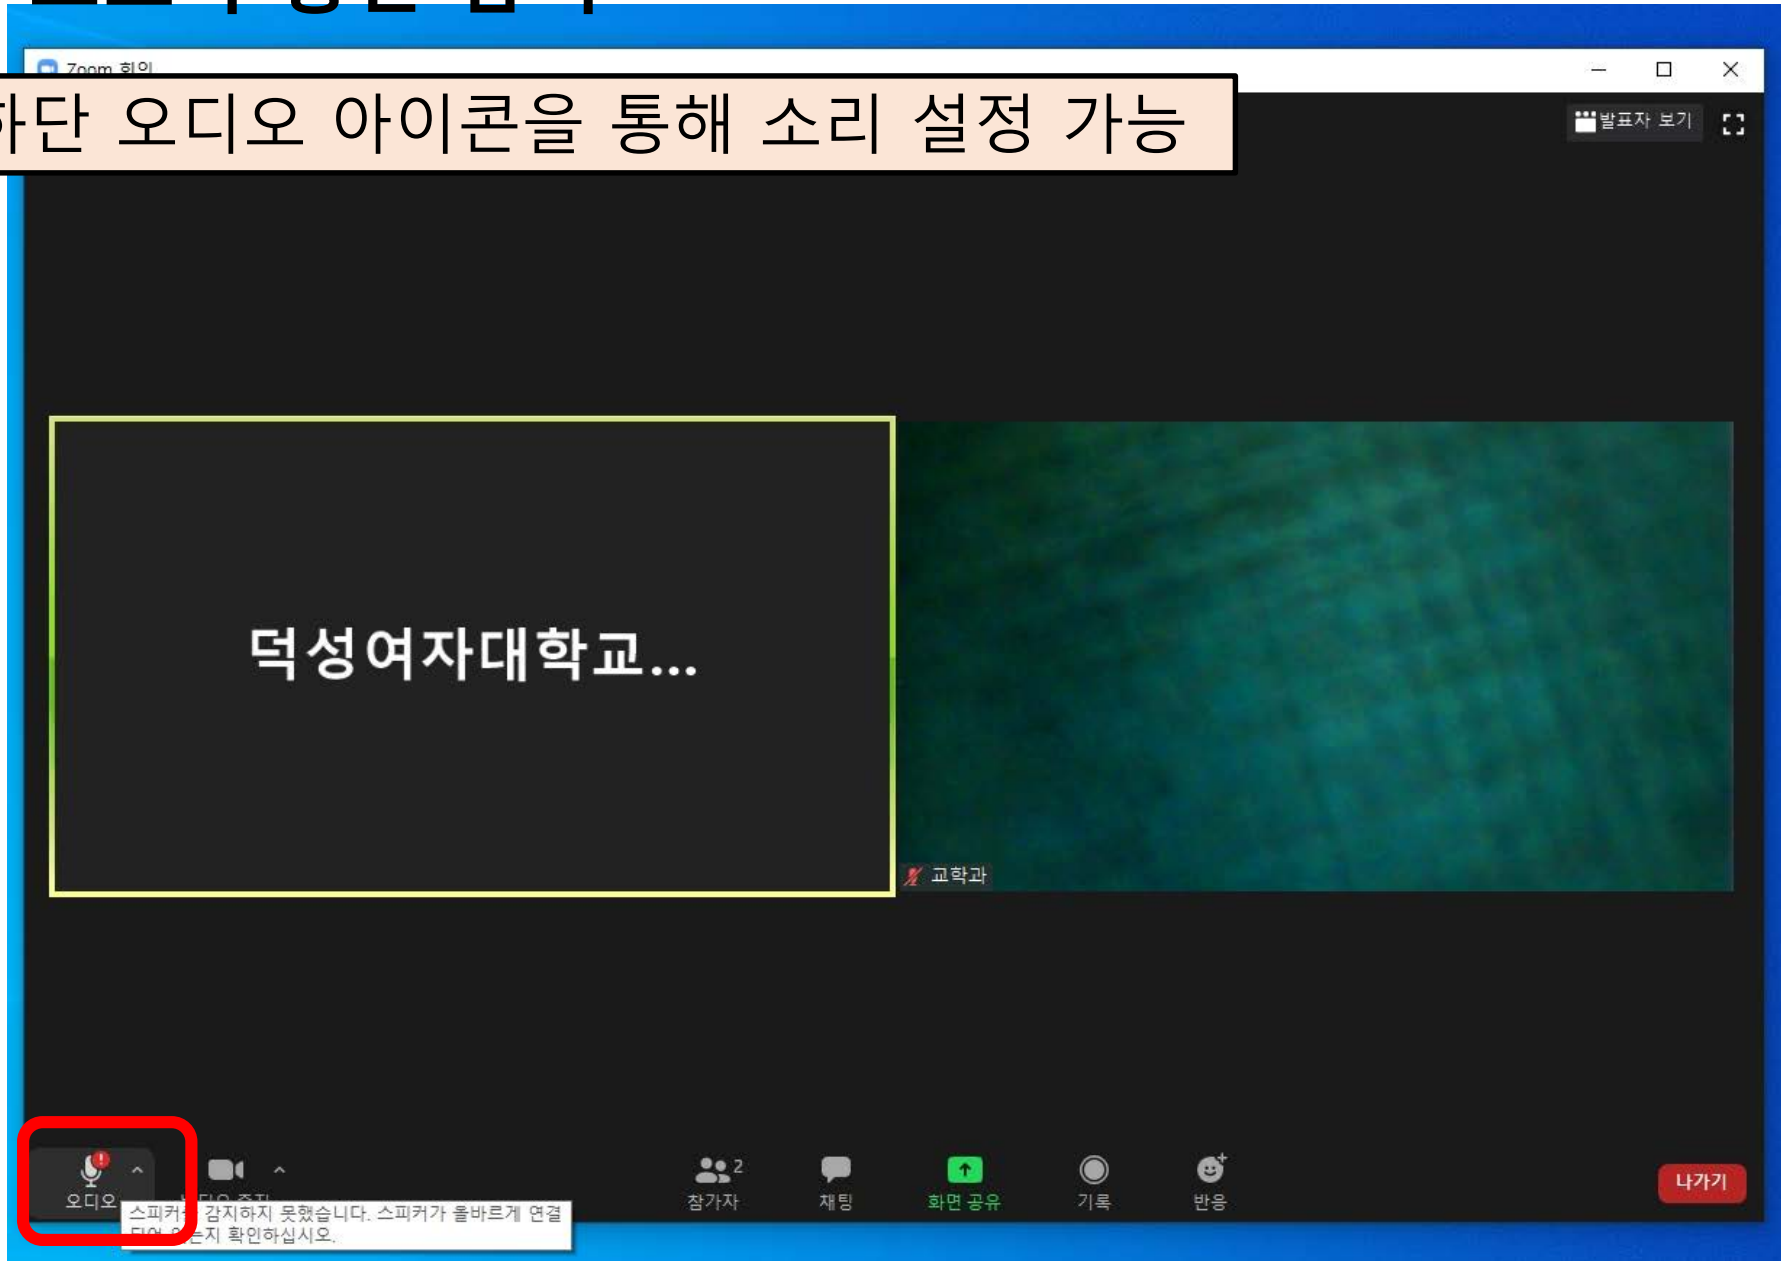 Zoom 회의
하단 오디오 아이콘을 통해 소리 설정 가능
발표자 보기
덕성여자대학교...
교학과
오디오
2
참가자
채팅
화면 공유
기록
반응
나가기
스피커를 감지하지 못했습니다. 스피커가 올바르게 연결
되어 있는지 확인하십시오.